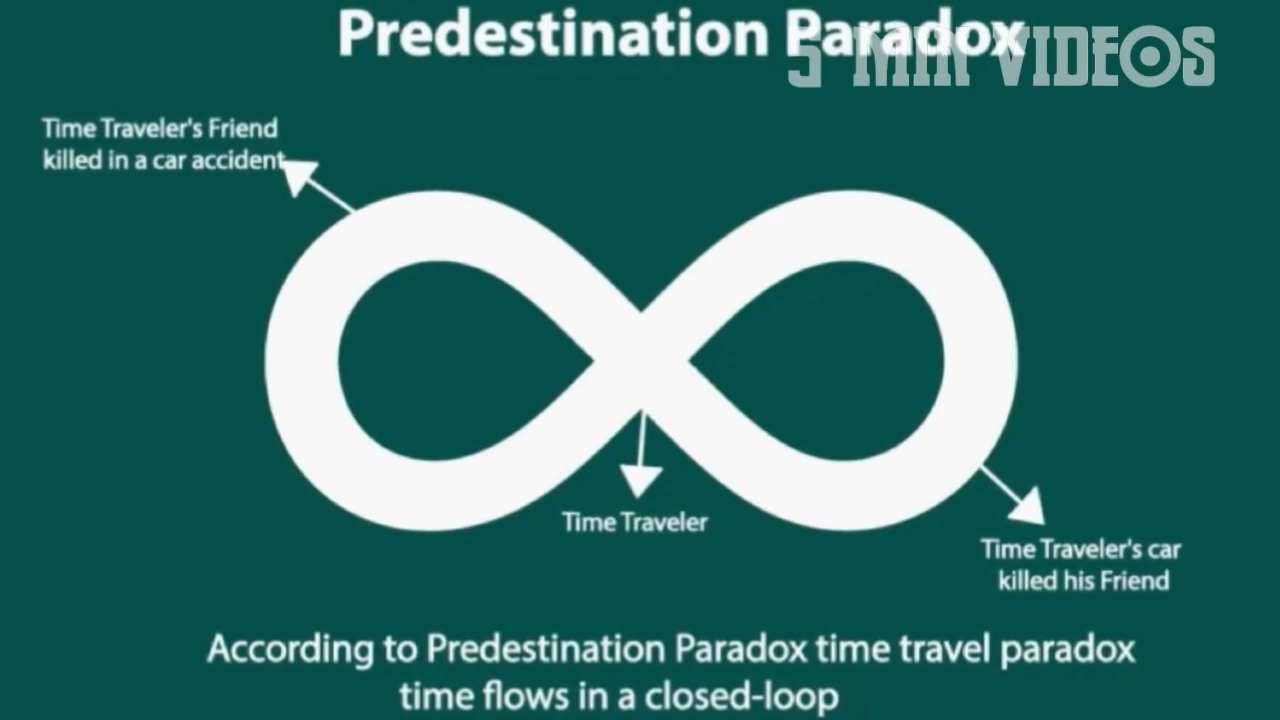 Predestination Paradox
5 MIN VIDEOS
Time Traveler's Friend
killed in a car accident
Time Traveler
Time Traveler's car
killed his Friend
According to Predestination Paradox time travel paradox
time flows in a closed-loop